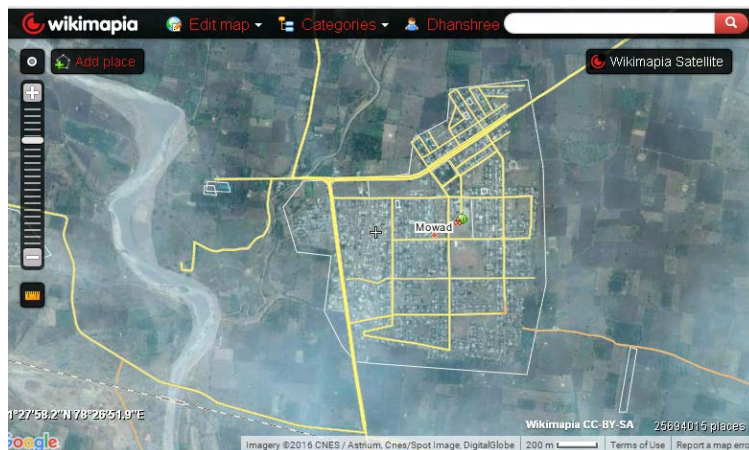 wikimapia Edit map Categories Dhanshree
Add place
Wikimapia Satellite
Mowad
1°27'58.2"N 78°26'51.9"E
Wikimapia CC-BY-SA 25694015 places
Google Imagery ©2016 CNES / Astrium, Cnes/Spot Image, DigitalGlobe 200 m Terms of Use Report a map erro